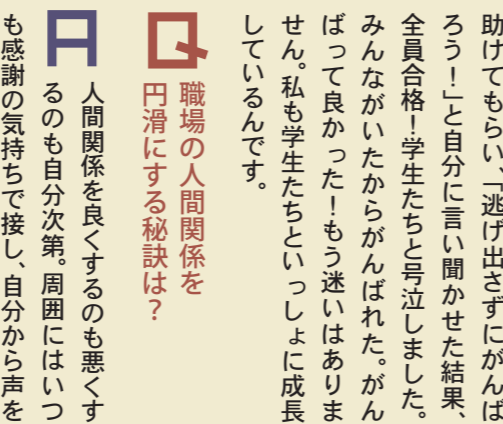 助けてもらい、「逃げ出さずにがんば
ろう！」と自分に言い聞かせた結果、
全員合格！学生たちと号泣しました。
みんながいたからがんばれた。がん
ばって良かった！もう迷いはありま
せん。私も学生たちといっしょに成長
しているんです。
Q
職場の人間関係を
円滑にする秘訣は？
A
人間関係を良くするのも悪くす
るのも自分次第。周囲にはいつ
も感謝の気持ちで接し、自分から声を